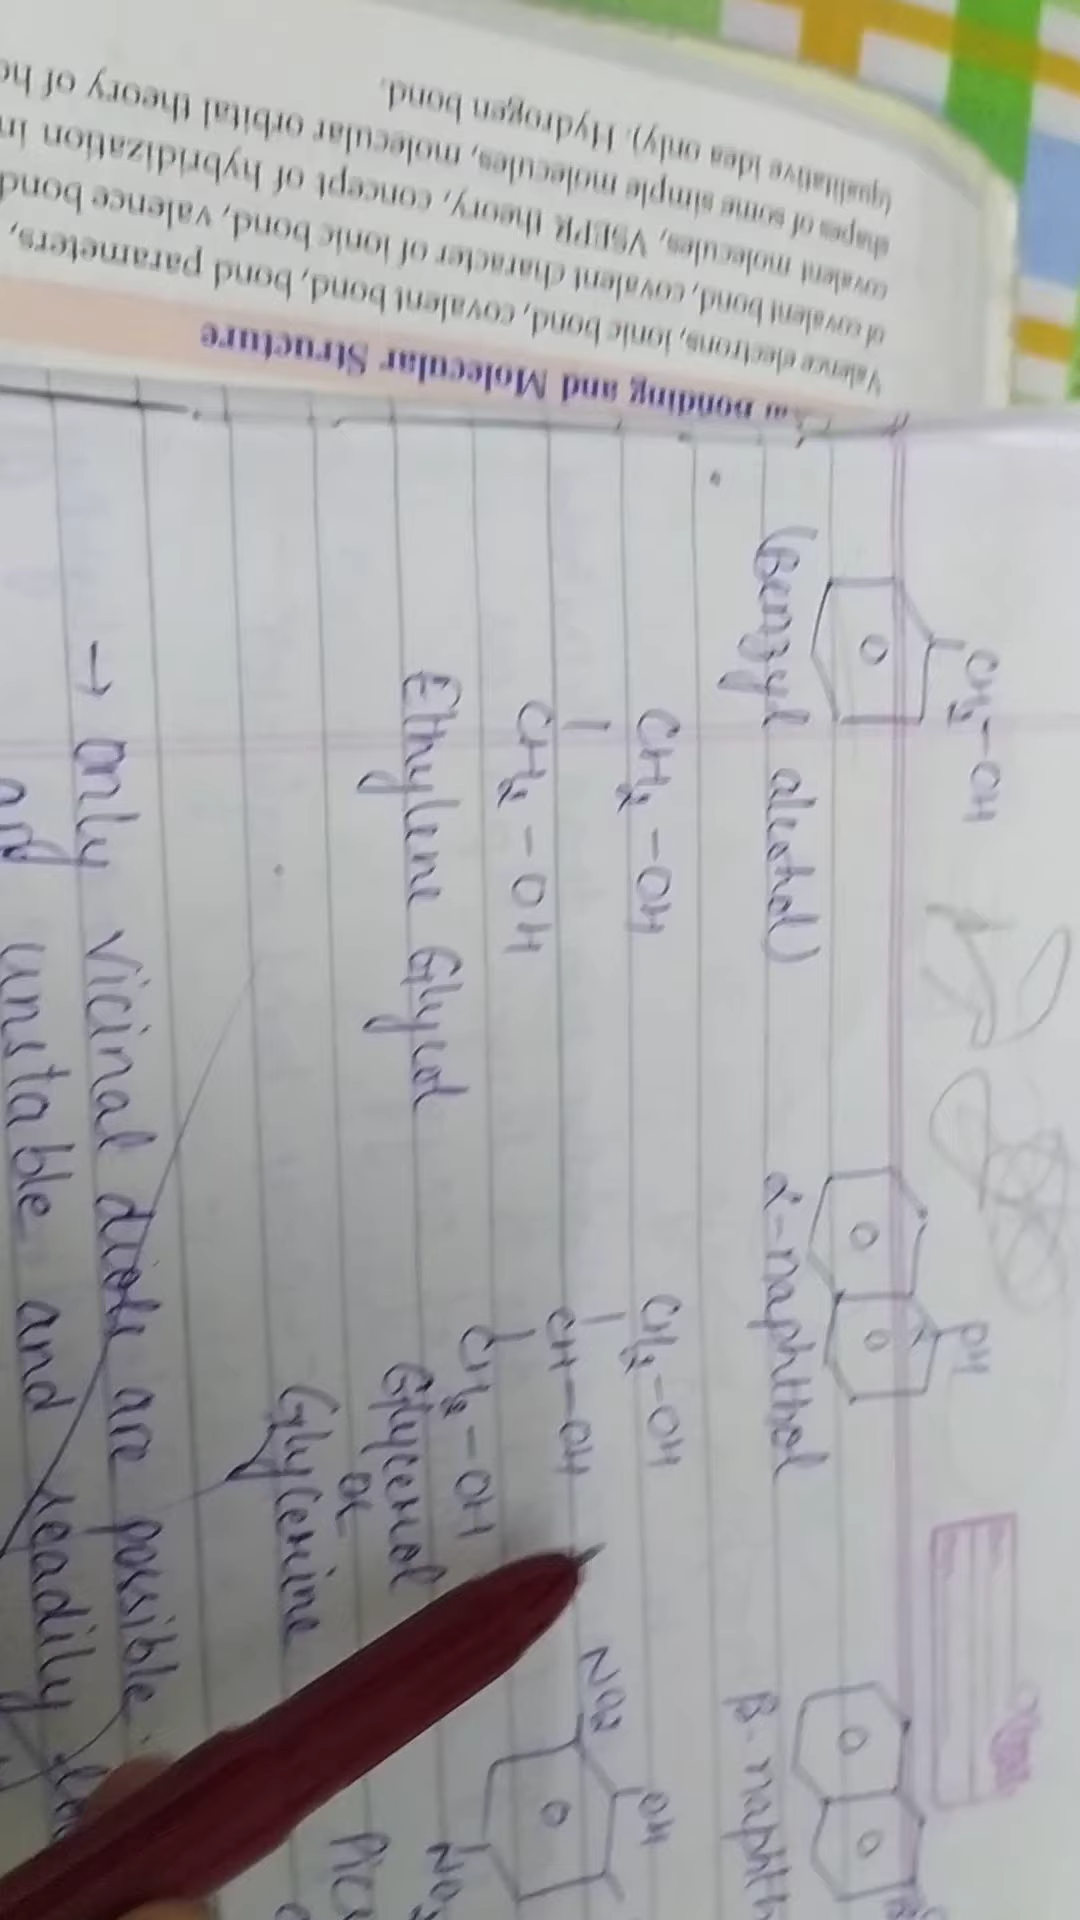 CH₂-OH
OH
(Benzyl alcohol) α-naphthol β-naphth
CH₂-OH CH₂-OH
OH
CH-OH NO₂
CH₂-OH CH₂-OH
NO₂
Ethylene Glycol Glycerol
or
Glycerine
→ Only vicinal diols are possible
unstable and readily
bonding and Molecular Structure
Valence electrons, ionic bond, covalent bond, bond parameters,
of covalent bond, covalent character of ionic bond, valence bond
covalent molecules, VSEPR theory, concept of hybridization in
shapes of some simple molecules, molecular orbital theory of ho
(qualitative idea only). Hydrogen bond.